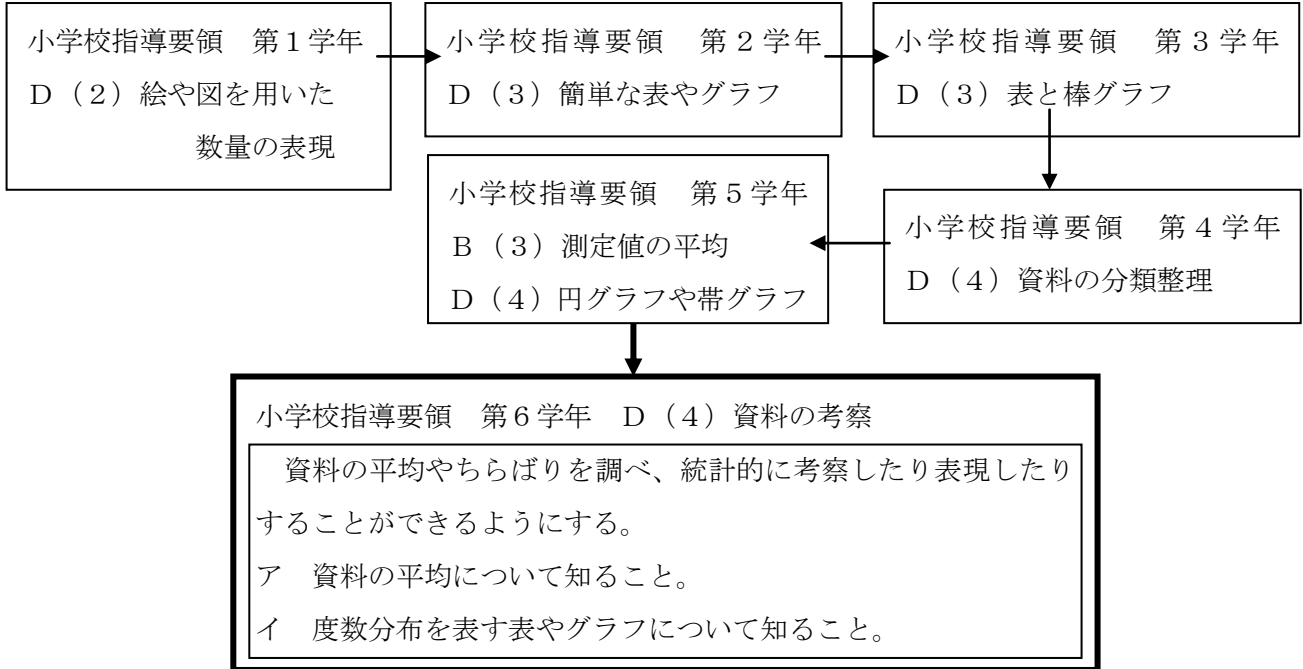 小学校指導要領　第１学年
Ｄ（２）絵や図を用いた
数量の表現
小学校指導要領　第２学年
Ｄ（３）簡単な表やグラフ
小学校指導要領　第３学年
Ｄ（３）表と棒グラフ
小学校指導要領　第４学年
Ｄ（４）資料の分類整理
小学校指導要領　第５学年
Ｂ（３）測定値の平均
Ｄ（４）円グラフや帯グラフ
小学校指導要領　第６学年　Ｄ（４）資料の考察
資料の平均やちらばりを調べ、統計的に考察したり表現したり
することができるようにする。
ア　資料の平均について知ること。
イ　度数分布を表す表やグラフについて知ること。